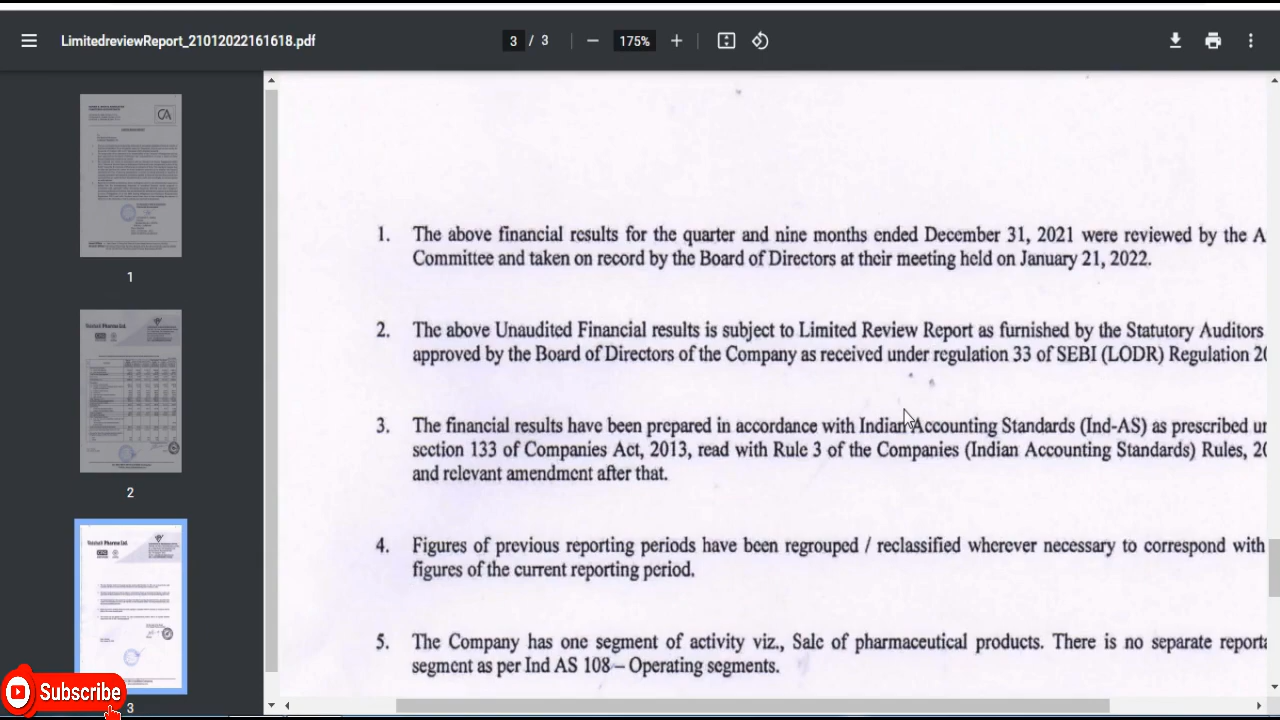 LimitedreviewReport_21012022161618.pdf
3 / 3
175%
1
2
3
1. The above financial results for the quarter and nine months ended December 31, 2021 were reviewed by the A
Committee and taken on record by the Board of Directors at their meeting held on January 21, 2022.
2. The above Unaudited Financial results is subject to Limited Review Report as furnished by the Statutory Auditors
approved by the Board of Directors of the Company as received under regulation 33 of SEBI (LODR) Regulation 20
3. The financial results have been prepared in accordance with Indian Accounting Standards (Ind-AS) as prescribed un
section 133 of Companies Act, 2013, read with Rule 3 of the Companies (Indian Accounting Standards) Rules, 20
and relevant amendment after that.
4. Figures of previous reporting periods have been regrouped / reclassified wherever necessary to correspond with
figures of the current reporting period.
5. The Company has one segment of activity viz., Sale of pharmaceutical products. There is no separate reporta
segment as per Ind AS 108 – Operating segments.
Subscribe